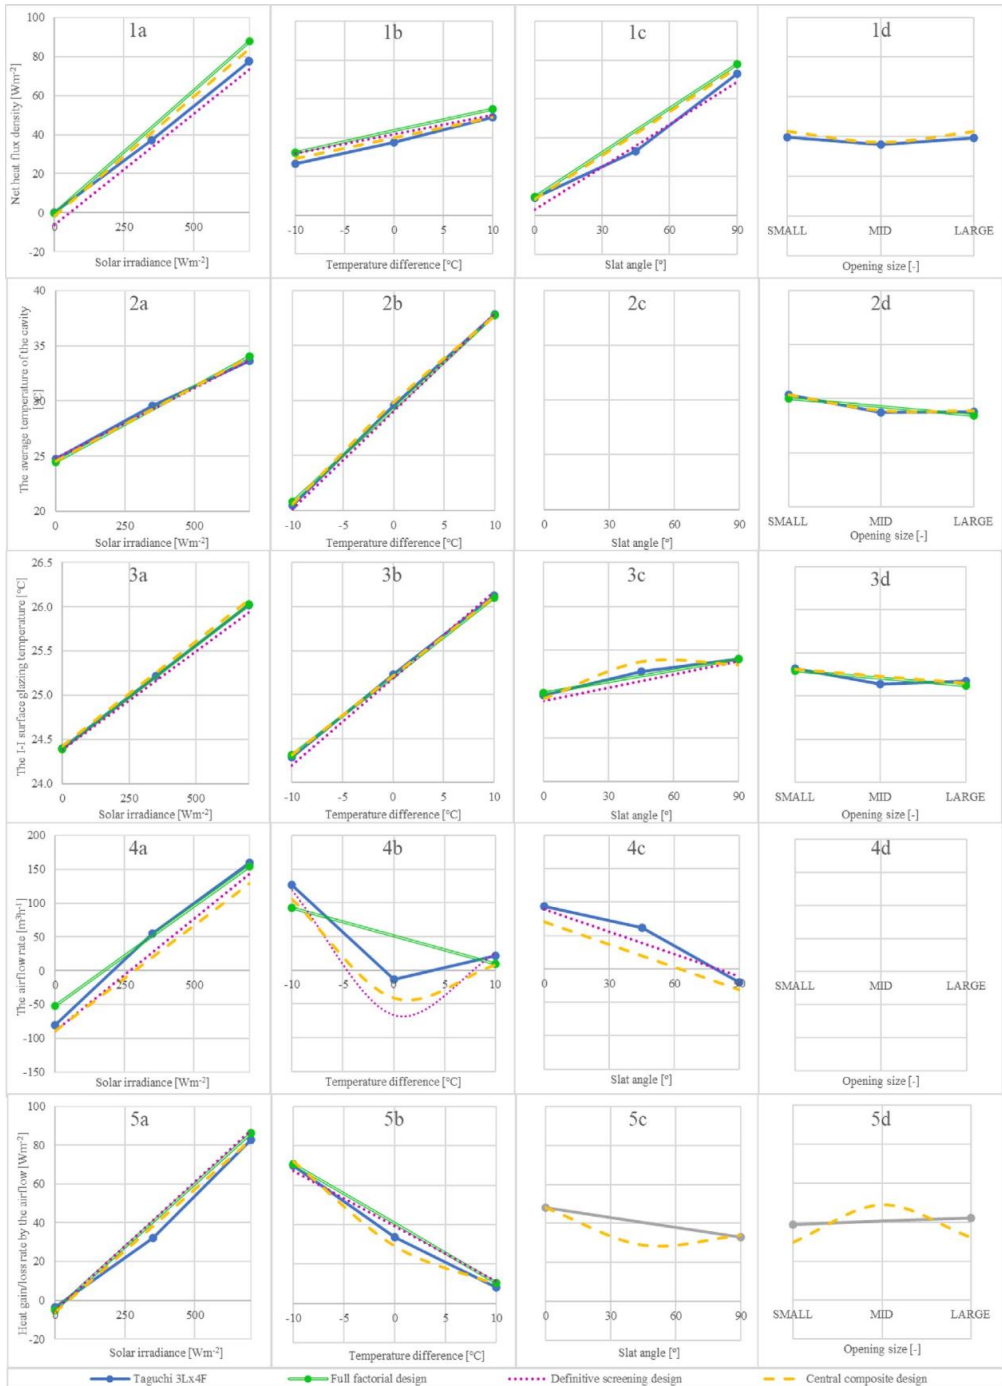 1a
1b
1c
1d
Net heat flux density [Wm-2]
100
80
60
40
20
0
-20
0
250
500
Solar irradiance [Wm-2]
-10
-5
0
5
10
Temperature difference [°C]
0
30
60
90
Slat angle [°]
SMALL
MID
LARGE
Opening size [-]
2a
2b
2c
2d
The average temperature of the cavity
[°C]
40
35
30
25
20
0
250
500
Solar irradiance [Wm-2]
-10
-5
0
5
10
Temperature difference [°C]
0
30
60
90
Slat angle [°]
SMALL
MID
LARGE
Opening size [-]
3a
3b
3c
3d
The I-I surface glazing temperature [°C]
26.5
26.0
25.5
25.0
24.5
24.0
0
250
500
Solar irradiance [Wm-2]
-10
-5
0
5
10
Temperature difference [°C]
0
30
60
90
Slat angle [°]
SMALL
MID
LARGE
Opening size [-]
4a
4b
4c
4d
The airflow rate [m³h-1]
200
150
100
50
0
-50
-100
-150
0
250
500
Solar irradiance [Wm-2]
-10
-5
0
5
10
Temperature difference [°C]
0
30
60
90
Slat angle [°]
SMALL
MID
LARGE
Opening size [-]
5a
5b
5c
5d
Heat gain/loss rate by the airflow [Wm-2]
100
80
60
40
20
0
-20
0
250
500
Solar irradiance [Wm-2]
-10
-5
0
5
10
Temperature difference [°C]
0
30
60
90
Slat angle [°]
SMALL
MID
LARGE
Opening size [-]
Taguchi 3Lx4F
Full factorial design
Definitive screening design
Central composite design